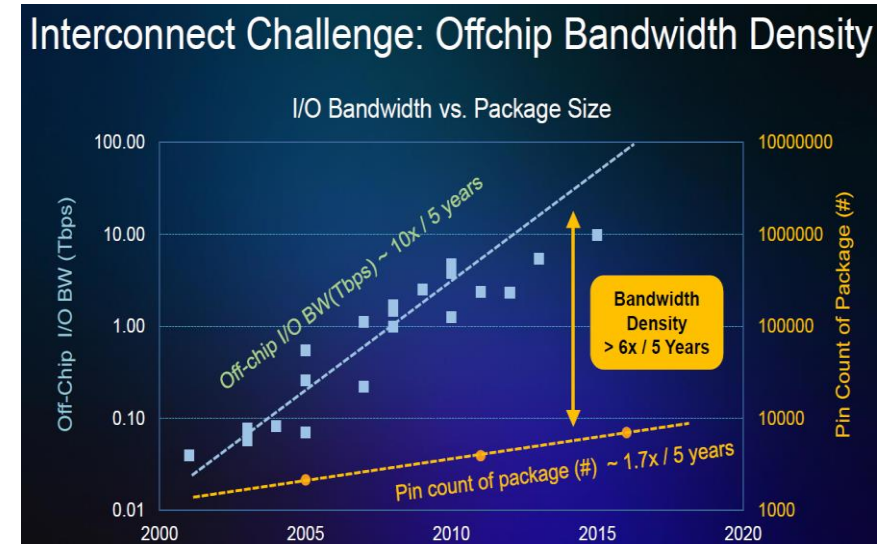 Interconnect Challenge: Offchip Bandwidth Density
I/O Bandwidth vs. Package Size
Off-Chip I/O BW (Tbps)
100.00
10.00
1.00
0.10
0.01
Off-chip I/O BW(Tbps) ~ 10x / 5 years
Bandwidth
Density
> 6x / 5 Years
Pin count of package (#) ~ 1.7x / 5 years
10000000
1000000
100000
10000
1000
Pin Count of Package (#)
2000 2005 2010 2015 2020